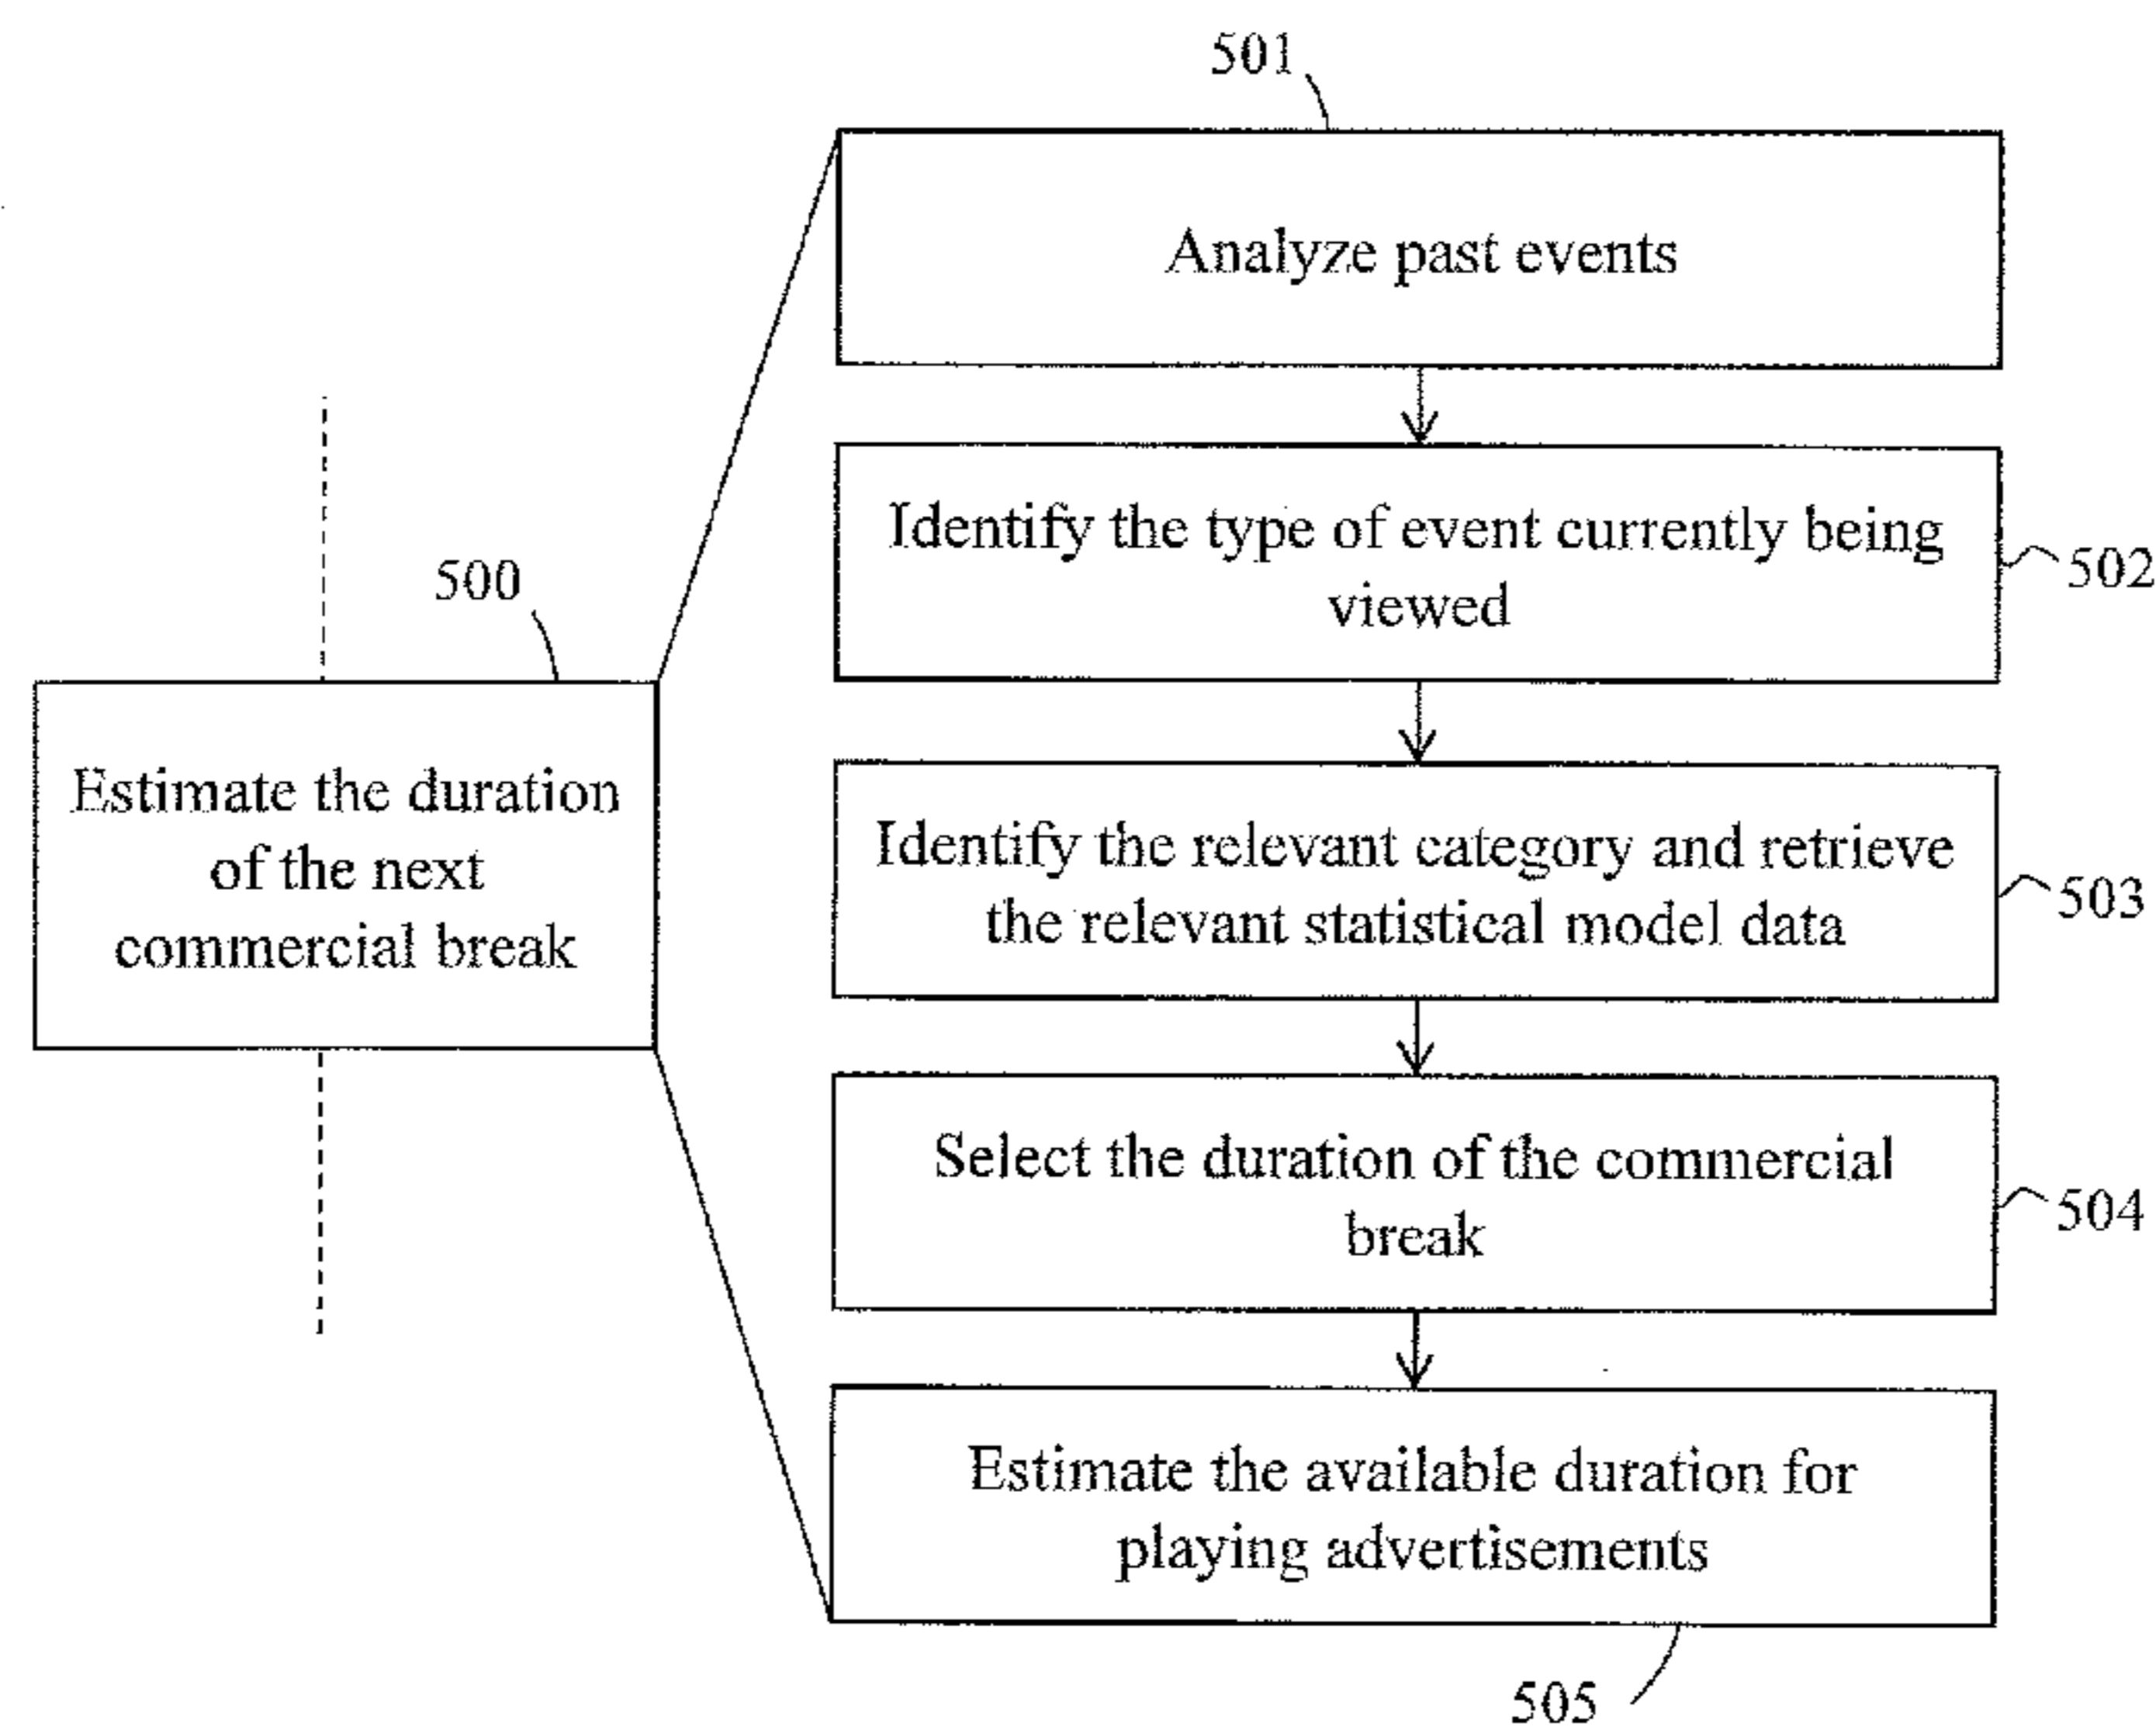 501
Analyze past events
Identify the type of event currently being
viewed
502
500
Estimate the duration
of the next
commercial break
Identify the relevant category and retrieve
the relevant statistical model data
503
Select the duration of the commercial
break
504
Estimate the available duration for
playing advertisements
505